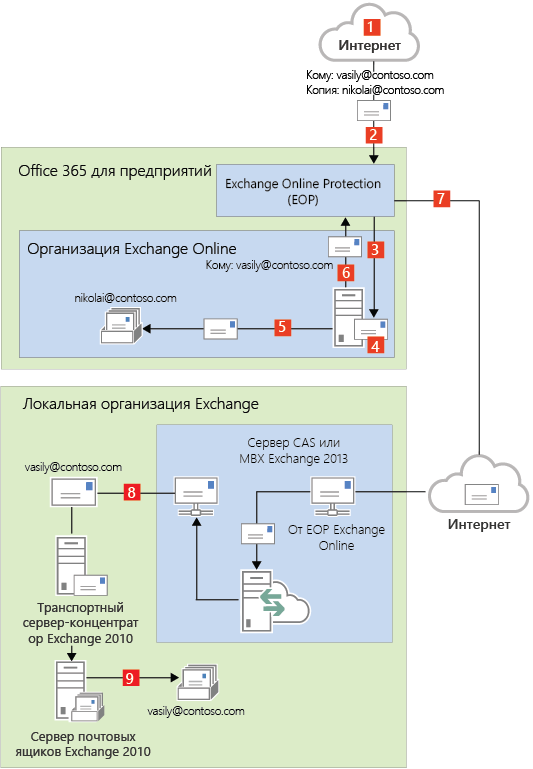 1
Интернет
Кому: vasily@contoso.com
Копия: nikolai@contoso.com
2
Office 365 для предприятий
Exchange Online Protection
(EOP)
7
Организация Exchange Online
3
Кому: vasily@contoso.com
6
nikolai@contoso.com
5
4
Локальная организация Exchange
Сервер CAS или
MBX Exchange 2013
vasily@contoso.com
8
От EOP Exchange
Online
Интернет
Транспортный
сервер-концентрат
ор Exchange 2010
9
vasily@contoso.com
Сервер почтовых
ящиков Exchange 2010